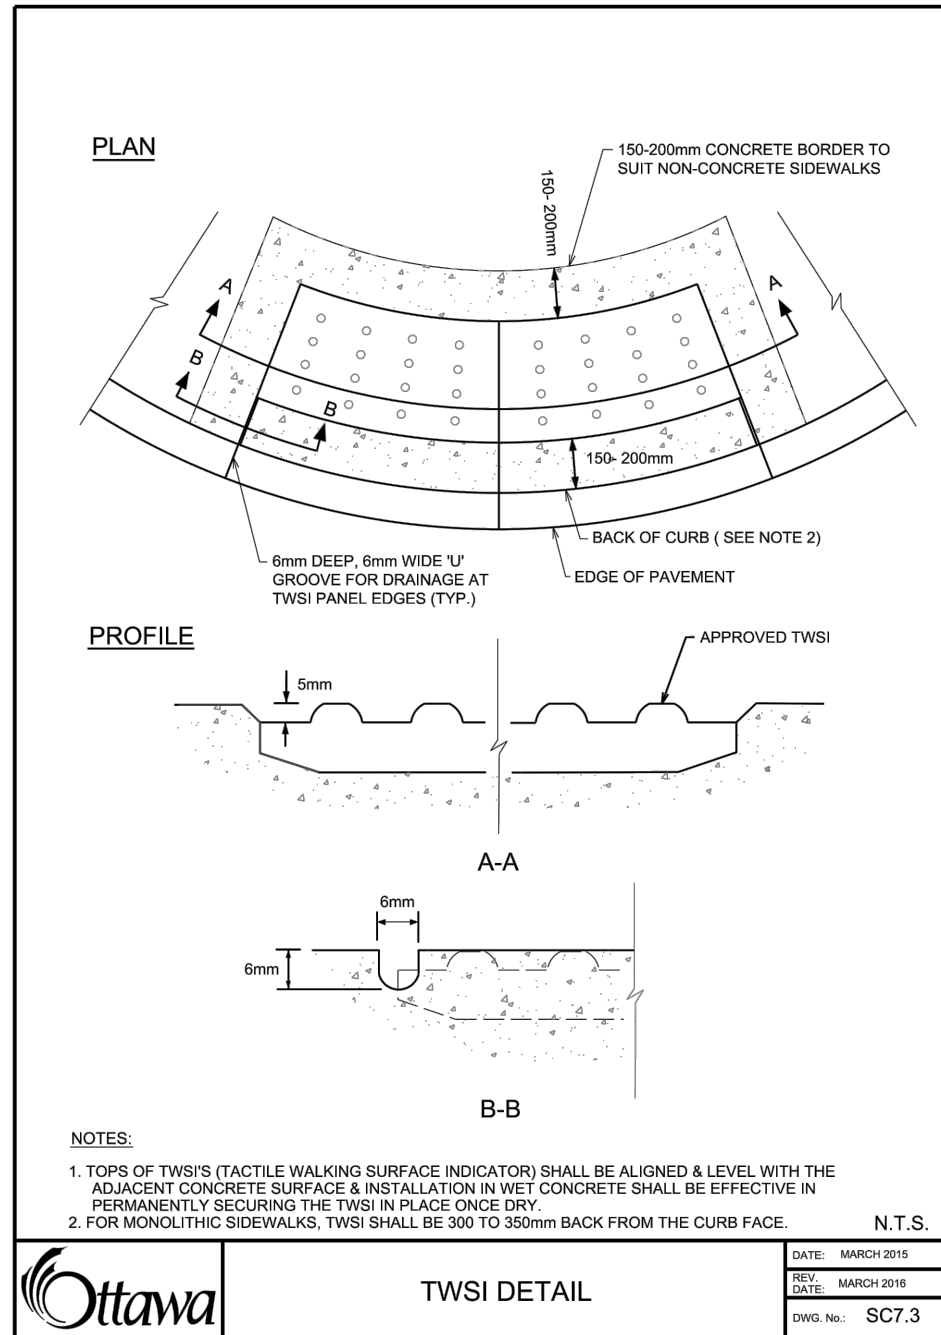 PLAN
150-200mm CONCRETE BORDER TO
SUIT NON-CONCRETE SIDEWALKS
150- 200mm
A
A
B
B
150- 200mm
BACK OF CURB ( SEE NOTE 2)
EDGE OF PAVEMENT
6mm DEEP, 6mm WIDE 'U'
GROOVE FOR DRAINAGE AT
TWSI PANEL EDGES (TYP.)
PROFILE
APPROVED TWSI
5mm
A-A
6mm
6mm
B-B
NOTES:
1. TOPS OF TWSI'S (TACTILE WALKING SURFACE INDICATOR) SHALL BE ALIGNED & LEVEL WITH THE
ADJACENT CONCRETE SURFACE & INSTALLATION IN WET CONCRETE SHALL BE EFFECTIVE IN
PERMANENTLY SECURING THE TWSI IN PLACE ONCE DRY.
2. FOR MONOLITHIC SIDEWALKS, TWSI SHALL BE 300 TO 350mm BACK FROM THE CURB FACE.
N.T.S.
Ottawa
TWSI DETAIL
DATE: MARCH 2015
REV.
DATE: MARCH 2016
DWG. No.: SC7.3